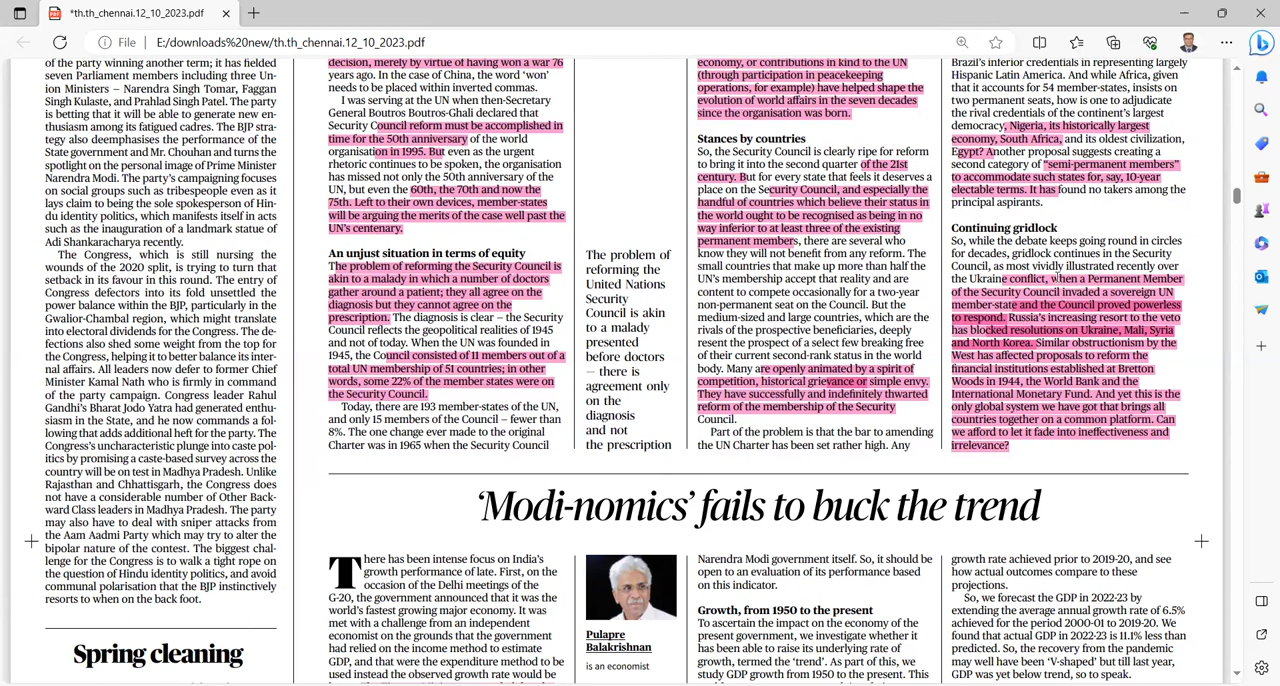 *th.th_chennai.12_10_2023.pdf
File
E:/downloads%20new/th.th_chennai.12_10_2023.pdf
of the party winning another term; it has fielded
seven Parliament members including three Un-
ion Ministers – Narendra Singh Tomar, Faggan
Singh Kulaste, and Prahlad Singh Patel. The party
is betting that it will be able to generate new en-
thusiasm among its fatigued cadres. The BJP stra-
tegy also deemphasises the performance of the
State government and Mr. Chouhan and turns the
spotlight on the personal image of Prime Minister
Narendra Modi. The party's campaigning focuses
on social groups such as tribespeople even as it
lays claim to being the sole spokesperson of Hin-
du identity politics, which manifests itself in acts
such as the inauguration of a landmark statue of
Adi Shankaracharya recently.
The Congress, which is still nursing the
wounds of the 2020 split, is trying to turn that
setback in its favour in this round. The entry of
Congress defectors into its fold unsettled the
power balance within the BJP, particularly in the
Gwalior-Chambal region, which might translate
into electoral dividends for the Congress. The de-
fections also shed some weight from the top for
the Congress, helping it to better balance its inter-
nal affairs. All leaders now defer to former Chief
Minister Kamal Nath who is firmly in command
of the party campaign. Congress leader Rahul
Gandhi's Bharat Jodo Yatra had generated enthu-
siasm in the State, and he now commands a fol-
lowing that adds additional heft for the party. The
Congress's uncharacteristic plunge into caste pol-
itics by promising a caste-based survey across the
country will be on test in Madhya Pradesh. Unlike
Rajasthan and Chhattisgarh, the Congress does
not have a considerable number of Other Back-
ward Class leaders in Madhya Pradesh. The
party may also have to deal with sniper attacks from
the Aam Aadmi Party which may try to alter the
bipolar nature of the contest. The biggest chal-
lenge for the Congress is to walk a tight rope on
the question of Hindu identity politics, and avoid
communal polarisation that the BJP instinctively
resorts to when on the back foot.
Spring cleaning
decision, merely by virtue of having won a war 76
years ago. In the case of China, the word 'won'
needs to be placed within inverted commas.
I was serving at the UN when then-Secretary
General Boutros Boutros-Ghali declared that
Security Council reform must be accomplished in
time for the 50th anniversary of the world
organisation in 1995. But even as the urgent
rhetoric continues to be spoken, the organisation
has missed not only the 50th anniversary of the
UN, but even the 60th, the 70th and now the
75th. Left to their own devices, member-states
will be arguing the merits of the case well past the
UN's centenary.
An unjust situation in terms of equity
The problem of reforming the Security Council is
akin to a malady in which a number of doctors
gather around a patient; they all agree on the
diagnosis but they cannot agree on the
prescription. The diagnosis is clear – the Security
Council reflects the geopolitical realities of 1945
and not of today. When the UN was founded in
1945, the Council consisted of 11 members out of a
total UN membership of 51 countries; in other
words, some 22% of the member states were on
the Security Council.
Today, there are 193 member-states of the UN,
and only 15 members of the Council – fewer than
8%. The one change ever made to the original
Charter was in 1965 when the Security Council
The problem of
reforming the
United Nations
Security
Council is akin
to a malady
presented
before doctors
— there is
agreement only
on the
diagnosis
and not
the prescription
economy, or contributions in kind to the UN
(through participation in peacekeeping
operations, for example) have helped shape the
evolution of world affairs in the seven decades
since the organisation was born.
Stances by countries
So, the Security Council is clearly ripe for reform
to bring it into the second quarter of the 21st
century. But for every state that feels it deserves a
place on the Security Council, and especially the
handful of countries which believe their status in
the world ought to be recognised as being in no
way inferior to at least three of the existing
permanent members, there are several who
know they will not benefit from any reform. The
small countries that make up more than half the
UN's membership accept that reality and are
content to compete occasionally for a two-year
non-permanent seat on the Council. But the
medium-sized and large countries, which are the
rivals of the prospective beneficiaries, deeply
resent the prospect of a select few breaking free
of their current second-rank status in the world
body. Many are openly animated by a spirit of
competition, historical grievance or simple envy.
They have successfully and indefinitely thwarted
reform of the membership of the Security
Council.
Part of the problem is that the bar to amending
the UN Charter has been set rather high. Any
Brazil's inferior credentials in representing largely
Hispanic Latin America. And while Africa, given
that it accounts for 54 member-states, insists on
two permanent seats, how is one to adjudicate
the rival credentials of the continent's largest
democracy, Nigeria, its historically largest
economy, South Africa, and its oldest civilization,
Egypt? Another proposal suggests creating a
second category of “semi-permanent members”
to accommodate such states for, say, 10-year
electable terms. It has found no takers among the
principal aspirants.
Continuing gridlock
So, while the debate keeps going round in circles
for decades, gridlock continues in the Security
Council, as most vividly illustrated recently over
the Ukraine conflict, when a Permanent Member
of the Security Council invaded a sovereign UN
member-state and the Council proved powerless
to respond. Russia's increasing resort to the veto
has blocked resolutions on Ukraine, Mali, Syria
and North Korea. Similar obstructionism by the
West has affected proposals to reform the
financial institutions established at Bretton
Woods in 1944, the World Bank and the
International Monetary Fund. And yet this is the
only global system we have got that brings all
countries together on a common platform. Can
we afford to let it fade into ineffectiveness and
irrelevance?
‘Modi-nomics’ fails to buck the trend
There has been intense focus on India's
growth performance of late. First, on the
occasion of the Delhi meetings of the
G-20, the government announced that it was the
world's fastest growing major economy. It was
met with a challenge from an independent
economist on the grounds that the government
had relied on the income method to estimate
GDP, and that were the expenditure method to be
used instead the observed growth rate would be
Pulapre
Balakrishnan
is an economist
Narendra Modi government itself. So, it should be
open to an evaluation of its performance based
on this indicator.
Growth, from 1950 to the present
To ascertain the impact on the economy of the
present government, we investigate whether it
has been able to raise its underlying rate of
growth, termed the 'trend'. As part of this, we
study GDP growth from 1950 to the present. This
growth rate achieved prior to 2019-20, and see
how actual outcomes compare to these
projections.
So, we forecast the GDP in 2022-23 by
extending the average annual growth rate of 6.5%
achieved for the period 2000-01 to 2019-20. We
found that actual GDP in 2022-23 is 11.1% less than
predicted. So, the recovery from the pandemic
may well have been 'V-shaped' but till last year,
GDP was yet below trend, so to speak.